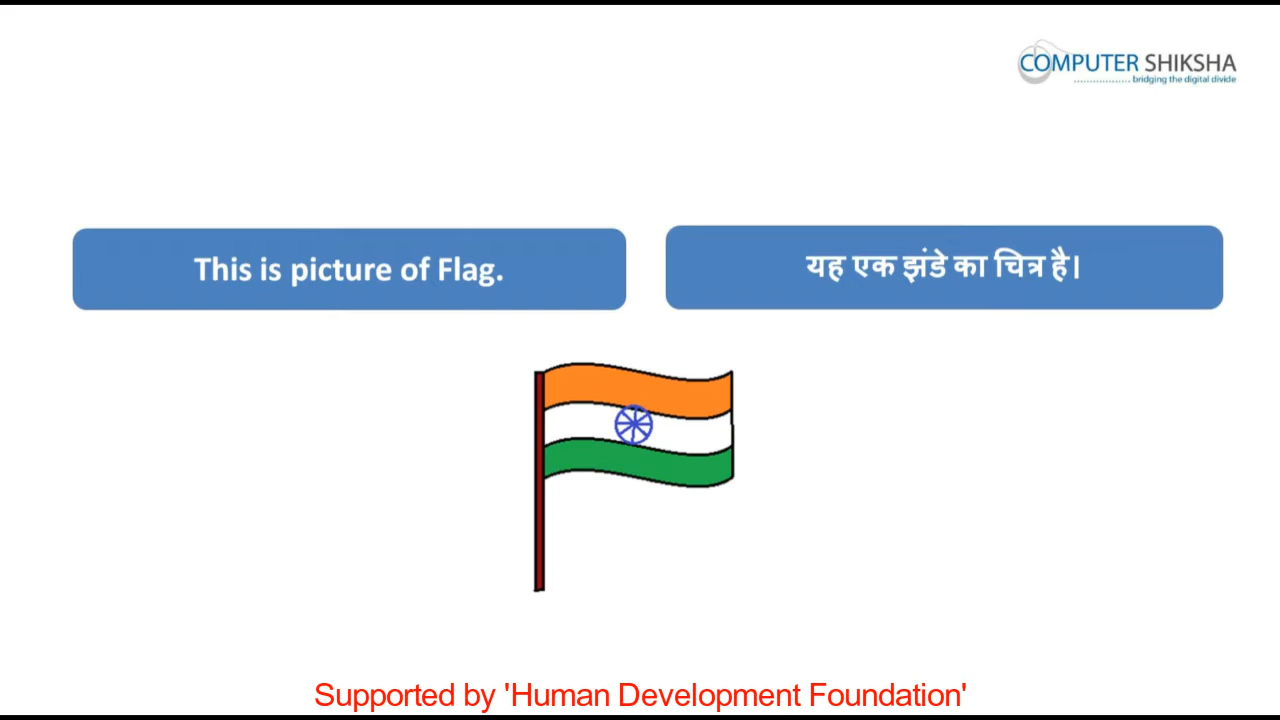 COMPUTER SHIKSHA
bridging the digital divide
This is picture of Flag.
यह एक झंडे का चित्र है।
Supported by 'Human Development Foundation'